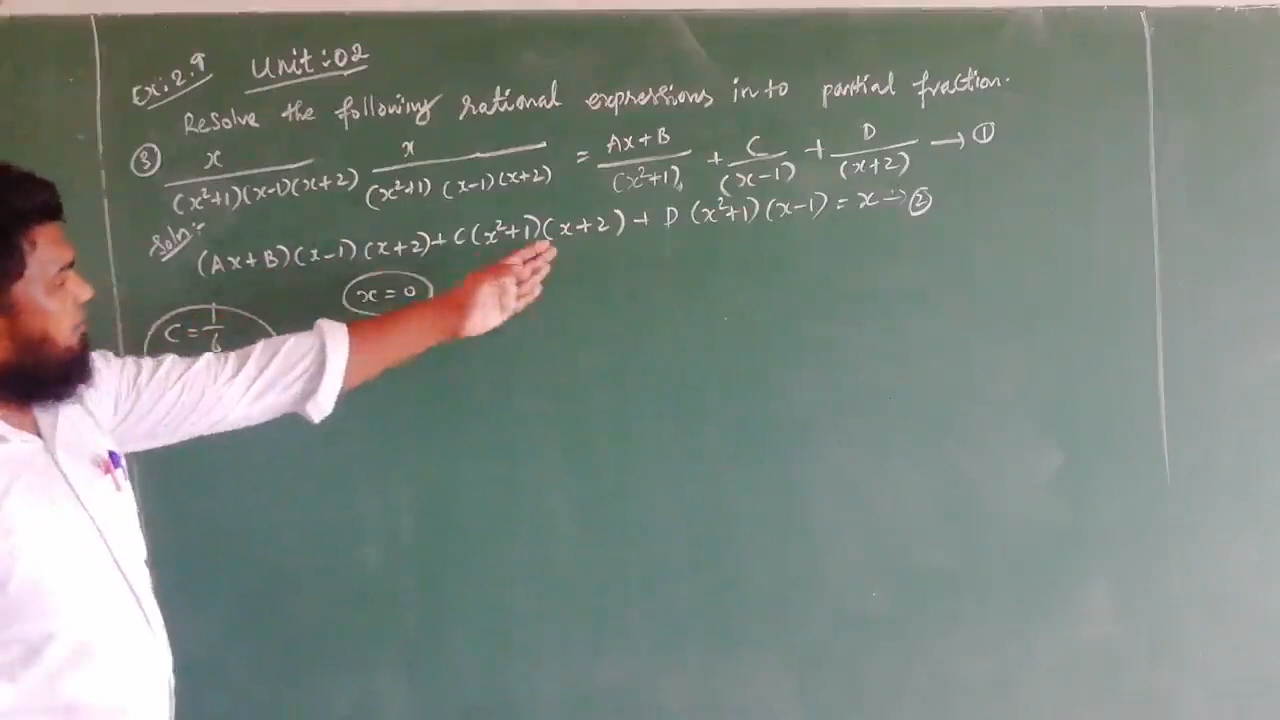 Ex: 2.9 Unit: 02
Resolve the following rational expressions in to partial fraction.
③ x/((x²+1)(x-1)(x+2)) x/((x²+1)(x-1)(x+2)) = (Ax+B)/(x²+1) + C/(x-1) + D/(x+2) → ①
Soln:-
(Ax+B)(x-1)(x+2)+C(x²+1)(x+2)+D(x²+1)(x-1)=x → ②
x=0
C=1/6